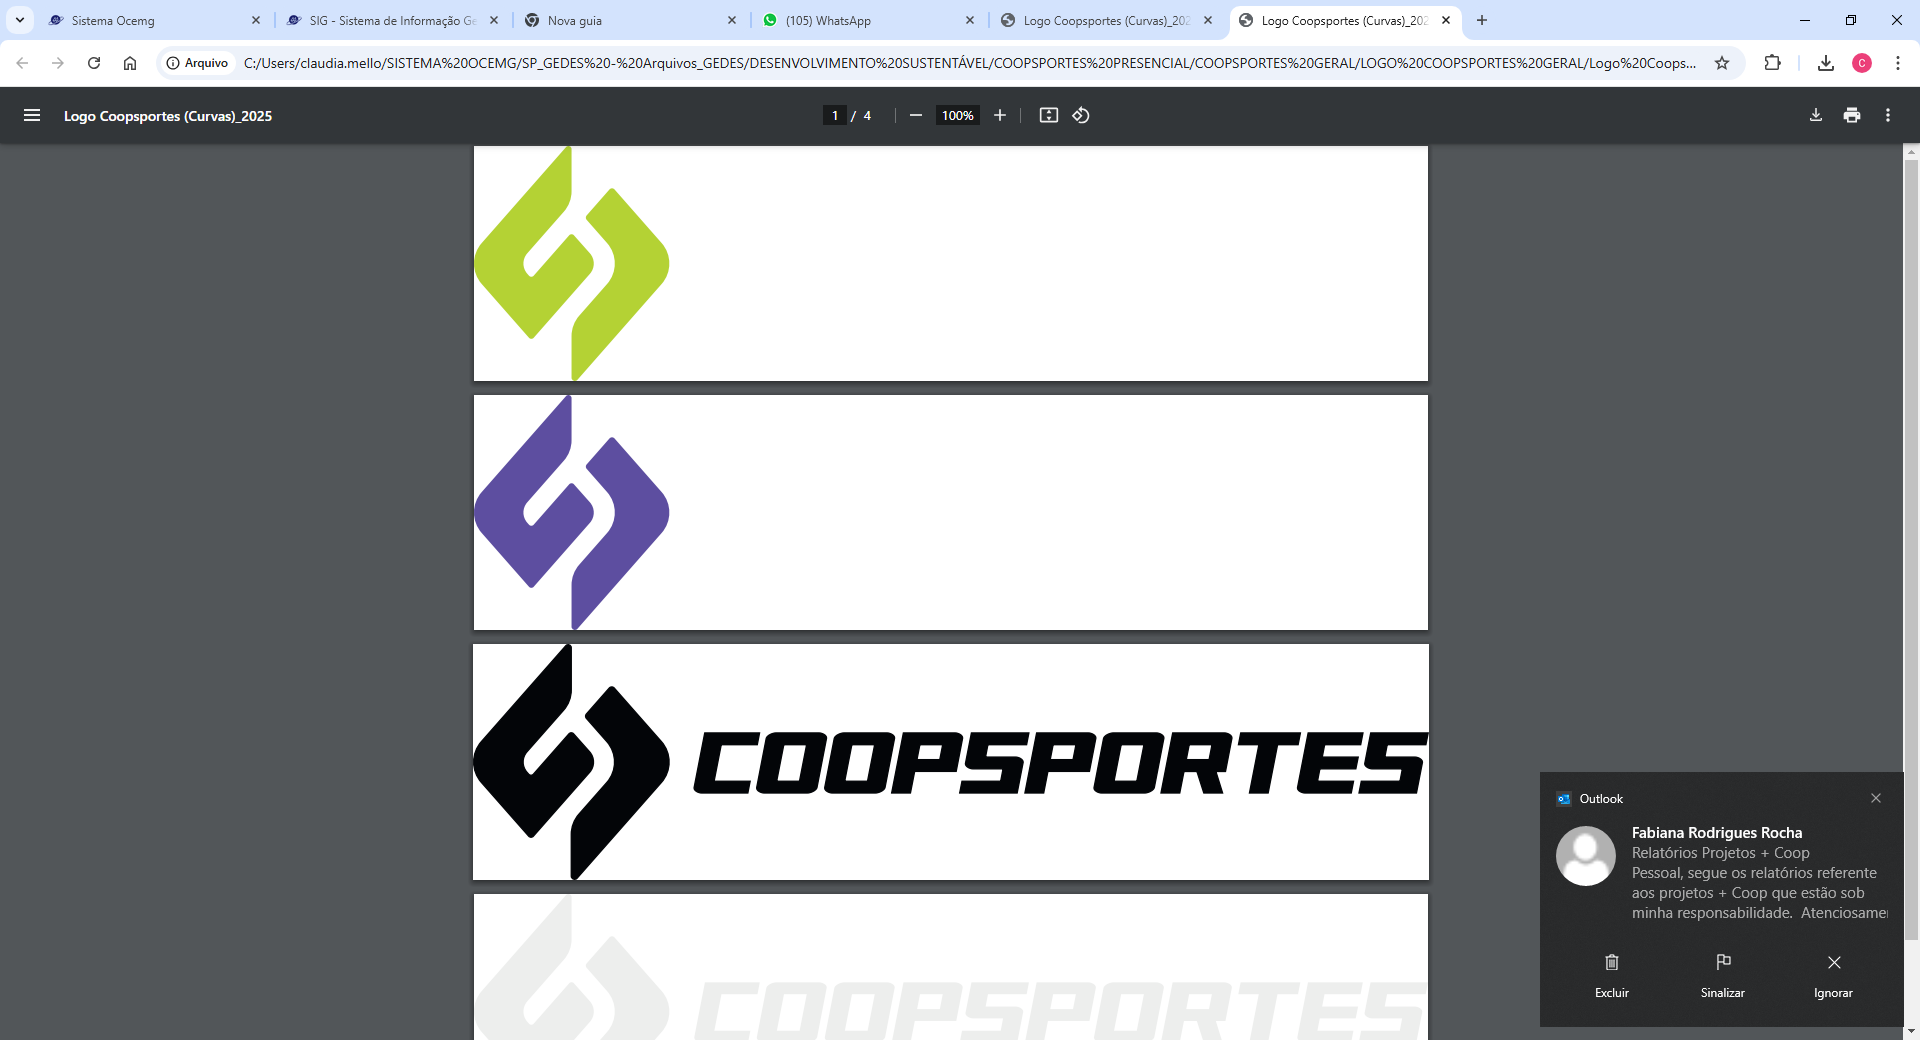 Sistema Ocemg
SIG - Sistema de Informação Ge
Nova guia
(105) WhatsApp
Logo Coopsportes (Curvas)_202
Logo Coopsportes (Curvas)_202
Arquivo
C:/Users/claudia.mello/SISTEMA%20OCEMG/SP_GEDES%20-%20Arquivos_GEDES/DESENVOLVIMENTO%20SUSTENTÁVEL/COOPSPORTES%20PRESENCIAL/COOPSPORTES%20GERAL/LOGO%20COOPSPORTES%20GERAL/Logo%20Coops...
C
Logo Coopsportes (Curvas)_2025
1 / 4
100%
COOPSPORTES
COOPSPORTES
Outlook
Fabiana Rodrigues Rocha
Relatórios Projetos + Coop
Pessoal, segue os relatórios referente
aos projetos + Coop que estão sob
minha responsabilidade. Atenciosame
Excluir
Sinalizar
Ignorar